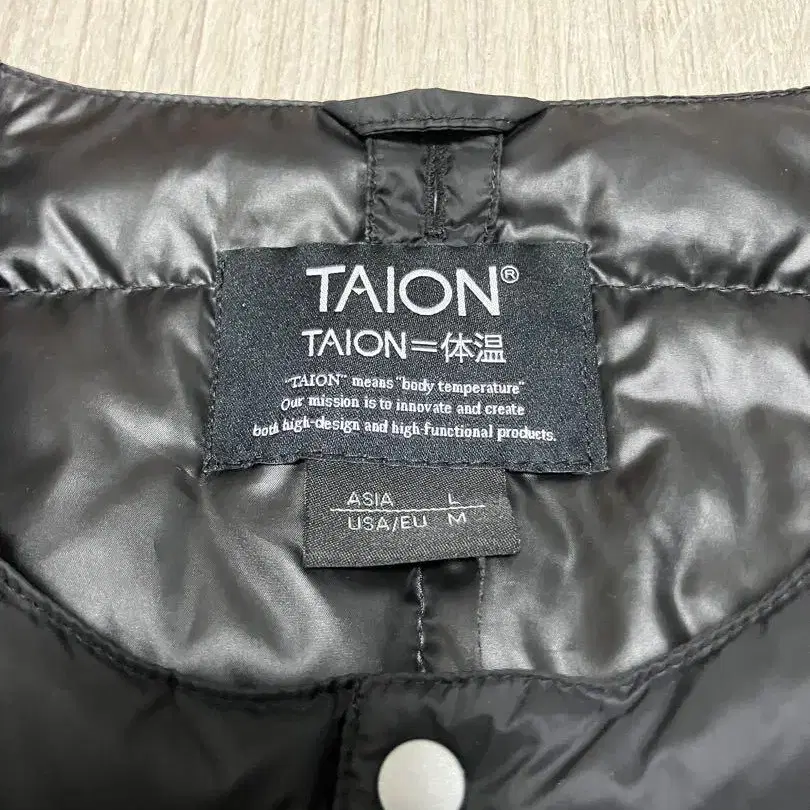 TAION®
TAION=体温
"TAION" means "body temperature"
Our mission is to innovate and create
both high-design and high functional products.
ASIA L
USA/EU M